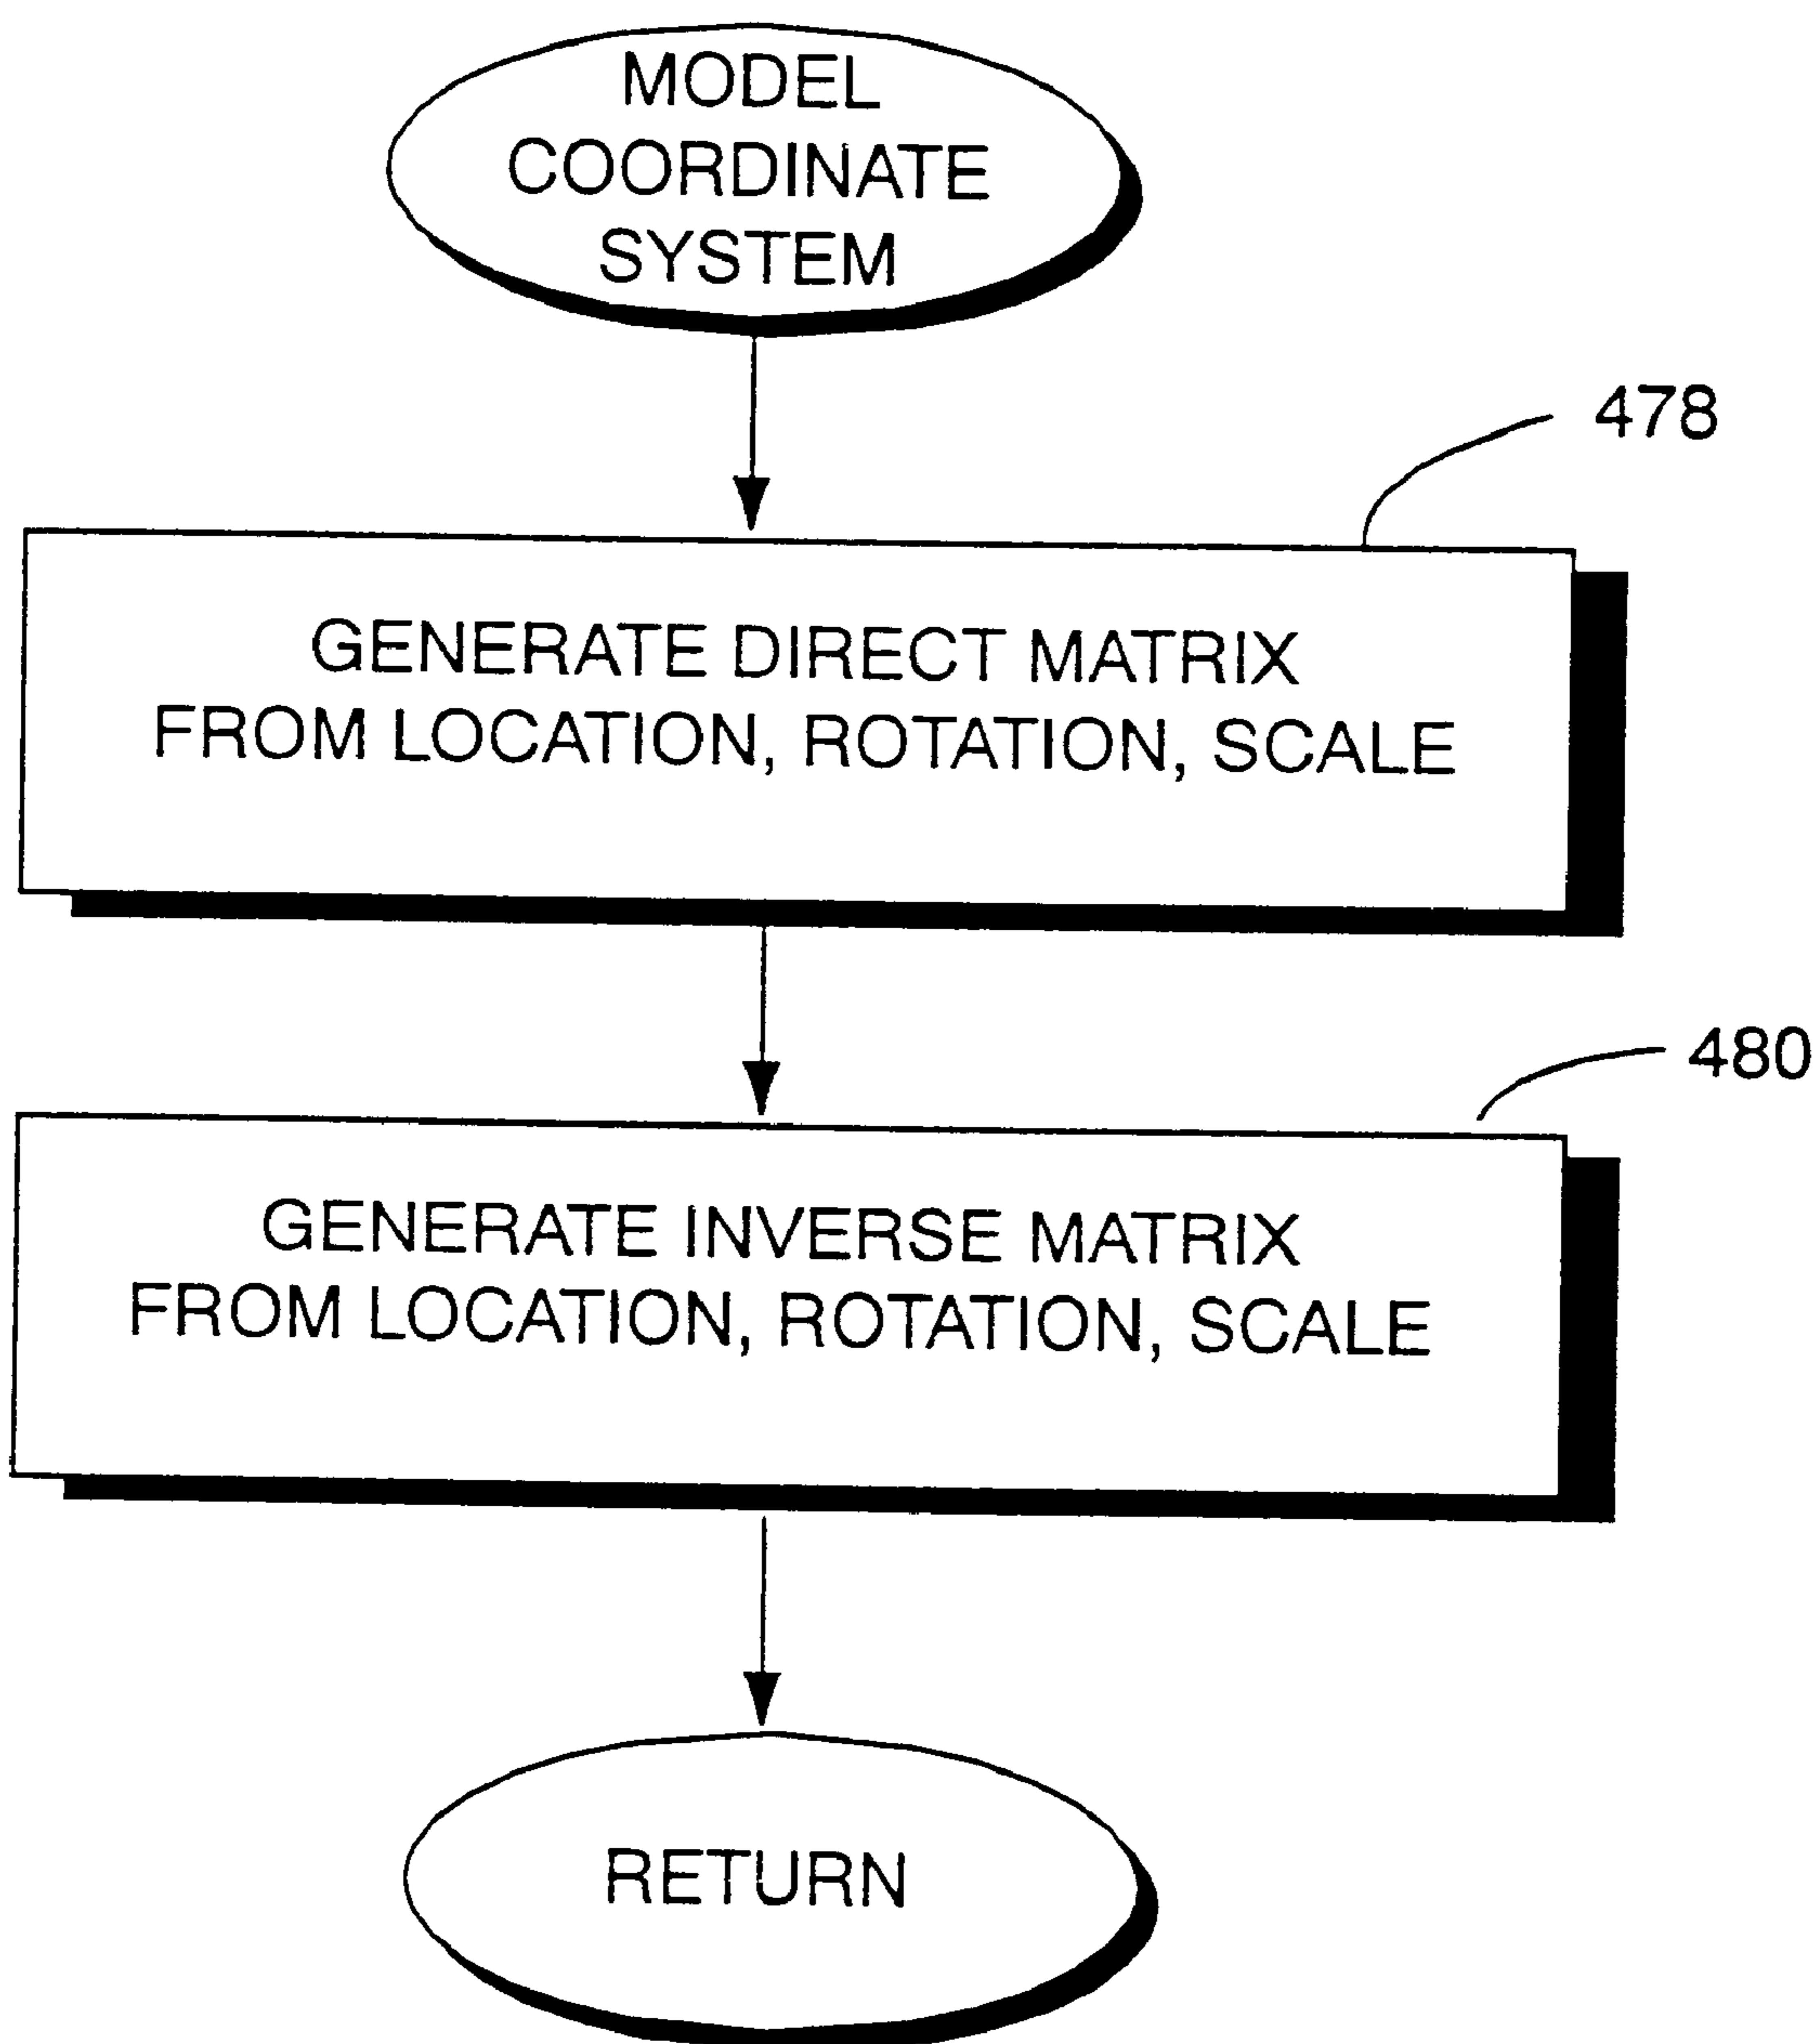 MODEL
COORDINATE
SYSTEM
478
GENERATE DIRECT MATRIX
FROM LOCATION, ROTATION, SCALE
480
GENERATE INVERSE MATRIX
FROM LOCATION, ROTATION, SCALE
RETURN